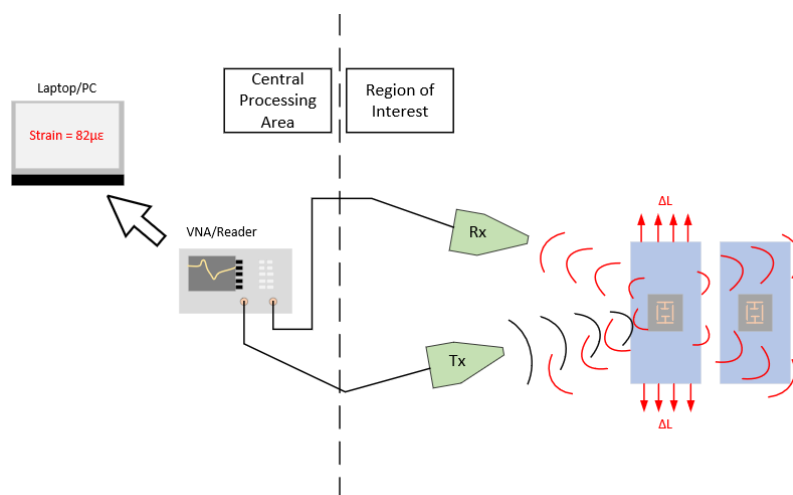 Laptop/PC
Strain = 82με
Central
Processing
Area
Region of
Interest
VNA/Reader
Rx
Tx
ΔL
ΔL